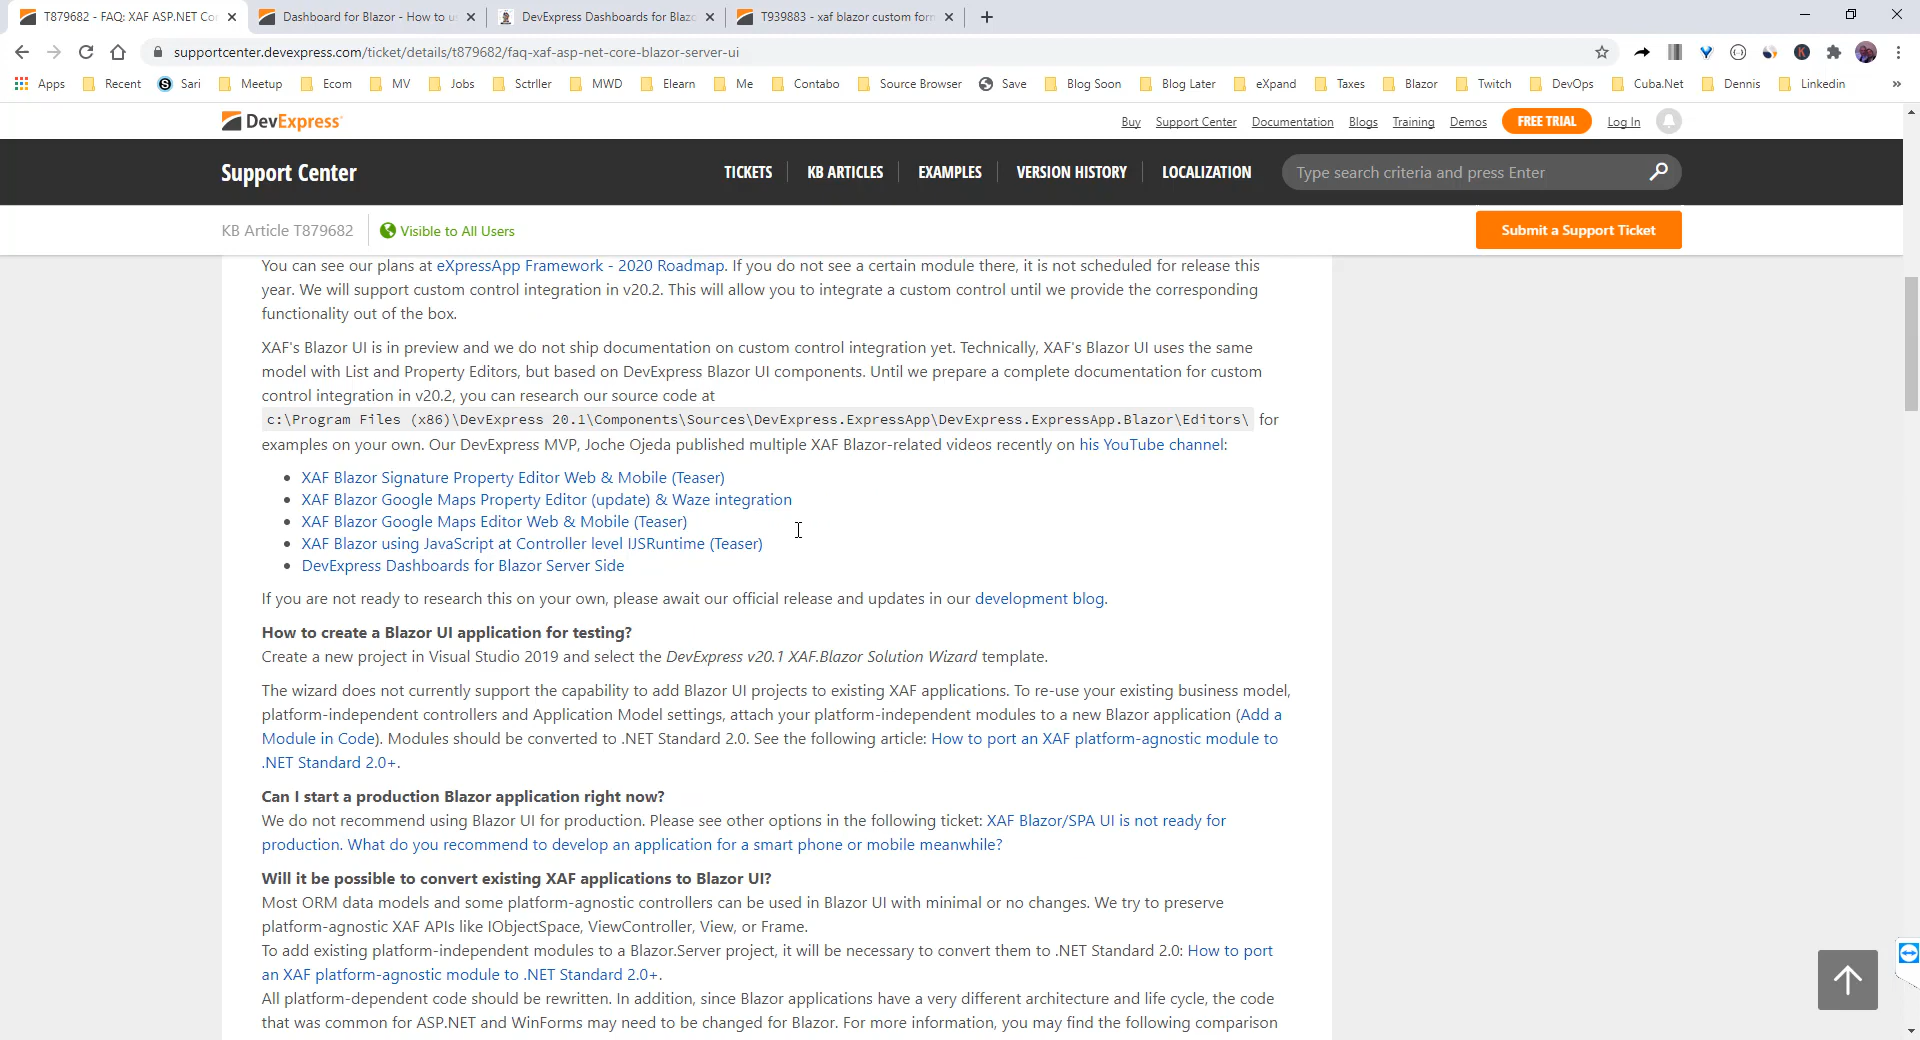 T879682 - FAQ: XAF ASP.NET Co
Dashboard for Blazor - How to u
DevExpress Dashboards for Blaz
T939883 - xaf blazor custom for
supportcenter.devexpress.com/ticket/details/t879682/faq-xaf-asp-net-core-blazor-server-ui
Apps Recent Sari Meetup Ecom MV Jobs Sctrller MWD Elearn Me Contabo Source Browser Save Blog Soon Blog Later eXpand Taxes Blazor Twitch DevOps Cuba.Net Dennis Linkedin »
DevExpress
Buy Support Center Documentation Blogs Training Demos FREE TRIAL Log In
Support Center
TICKETS KB ARTICLES EXAMPLES VERSION HISTORY LOCALIZATION Type search criteria and press Enter
KB Article T879682 Visible to All Users Submit a Support Ticket
You can see our plans at eXpressApp Framework - 2020 Roadmap. If you do not see a certain module there, it is not scheduled for release this
year. We will support custom control integration in v20.2. This will allow you to integrate a custom control until we provide the corresponding
functionality out of the box.
XAF's Blazor UI is in preview and we do not ship documentation on custom control integration yet. Technically, XAF's Blazor UI uses the same
model with List and Property Editors, but based on DevExpress Blazor UI components. Until we prepare a complete documentation for custom
control integration in v20.2, you can research our source code at
c:\Program Files (x86)\DevExpress 20.1\Components\Sources\DevExpress.ExpressApp\DevExpress.ExpressApp.Blazor\Editors\ for
examples on your own. Our DevExpress MVP, Joche Ojeda published multiple XAF Blazor-related videos recently on his YouTube channel:
• XAF Blazor Signature Property Editor Web & Mobile (Teaser)
• XAF Blazor Google Maps Property Editor (update) & Waze integration
• XAF Blazor Google Maps Editor Web & Mobile (Teaser)
• XAF Blazor using JavaScript at Controller level IJSRuntime (Teaser)
• DevExpress Dashboards for Blazor Server Side
If you are not ready to research this on your own, please await our official release and updates in our development blog.
How to create a Blazor UI application for testing?
Create a new project in Visual Studio 2019 and select the DevExpress v20.1 XAF.Blazor Solution Wizard template.
The wizard does not currently support the capability to add Blazor UI projects to existing XAF applications. To re-use your existing business model,
platform-independent controllers and Application Model settings, attach your platform-independent modules to a new Blazor application (Add a
Module in Code). Modules should be converted to .NET Standard 2.0. See the following article: How to port an XAF platform-agnostic module to
.NET Standard 2.0+.
Can I start a production Blazor application right now?
We do not recommend using Blazor UI for production. Please see other options in the following ticket: XAF Blazor/SPA UI is not ready for
production. What do you recommend to develop an application for a smart phone or mobile meanwhile?
Will it be possible to convert existing XAF applications to Blazor UI?
Most ORM data models and some platform-agnostic controllers can be used in Blazor UI with minimal or no changes. We try to preserve
platform-agnostic XAF APIs like IObjectSpace, ViewController, View, or Frame.
To add existing platform-independent modules to a Blazor.Server project, it will be necessary to convert them to .NET Standard 2.0: How to port
an XAF platform-agnostic module to .NET Standard 2.0+.
All platform-dependent code should be rewritten. In addition, since Blazor applications have a very different architecture and life cycle, the code
that was common for ASP.NET and WinForms may need to be changed for Blazor. For more information, you may find the following comparison